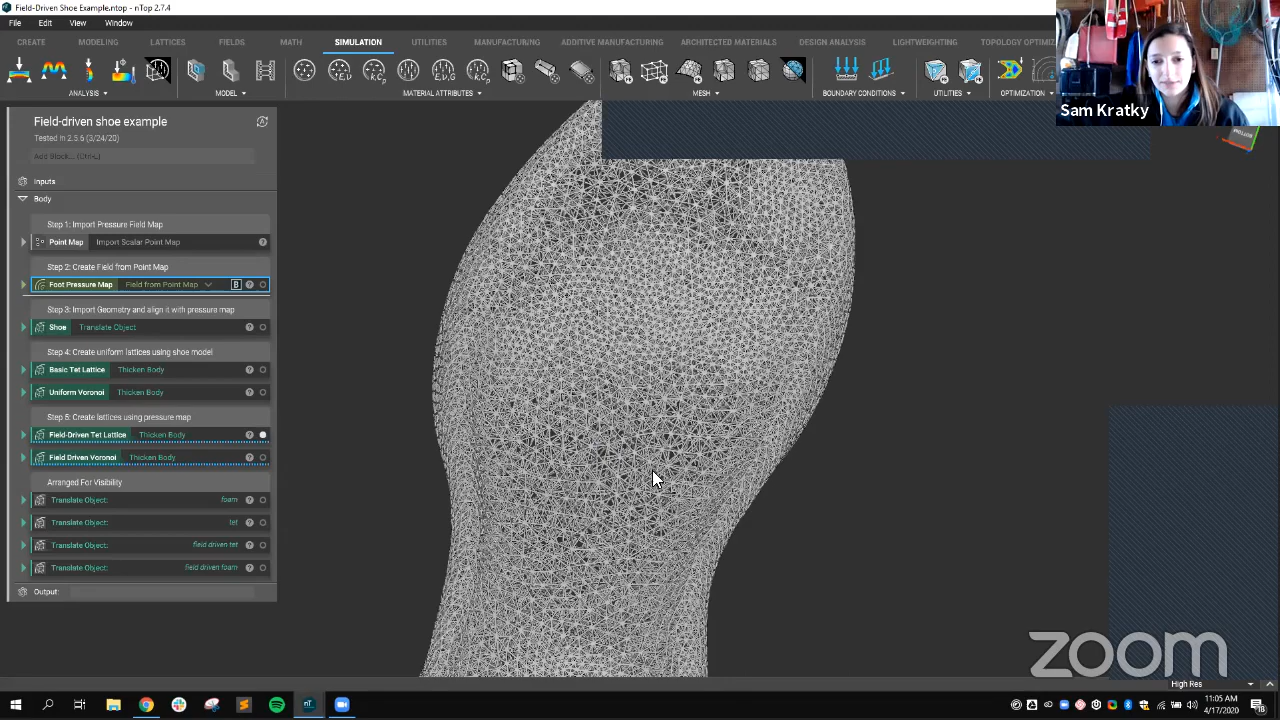 Field-Driven Shoe Example.ntop - nTop 2.7.4
File Edit View Window
CREATE MODELING LATTICES FIELDS MATH SIMULATION UTILITIES MANUFACTURING ADDITIVE MANUFACTURING ARCHITECTED MATERIALS DESIGN ANALYSIS LIGHTWEIGHTING TOPOLOGY OPTIMIZ
ANALYSIS MODEL MATERIAL ATTRIBUTES MESH BOUNDARY CONDITIONS UTILITIES OPTIMIZATION
Sam Kratky
Field-driven shoe example
Tested in 2.5.6 (3/24/20)
Add Block... (Ctrl+L)
Inputs
Body
Step 1: Import Pressure Field Map
Point Map Import Scalar Point Map
Step 2: Create Field from Point Map
Foot Pressure Map Field from Point Map B
Step 3: Import Geometry and align it with pressure map
Shoe Translate Object
Step 4: Create uniform lattices using shoe model
Basic Tet Lattice Thicken Body
Uniform Voronoi Thicken Body
Step 5: Create lattices using pressure map
Field-Driven Tet Lattice Thicken Body
Field Driven Voronoi Thicken Body
Arranged For Visibility
Translate Object: foam
Translate Object: tet
Translate Object: field driven tet
Translate Object: field driven foam
Output:
zoom
High Res
11:05 AM
4/17/2020